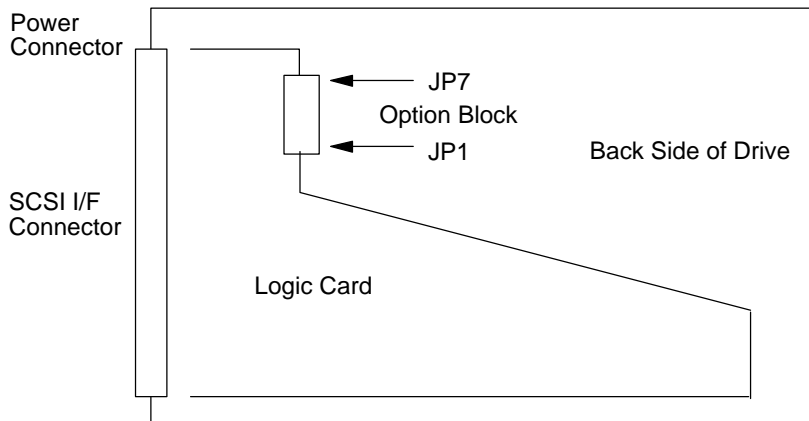 Power
Connector
JP7
Option Block
JP1
Back Side of Drive
SCSI I/F
Connector
Logic Card